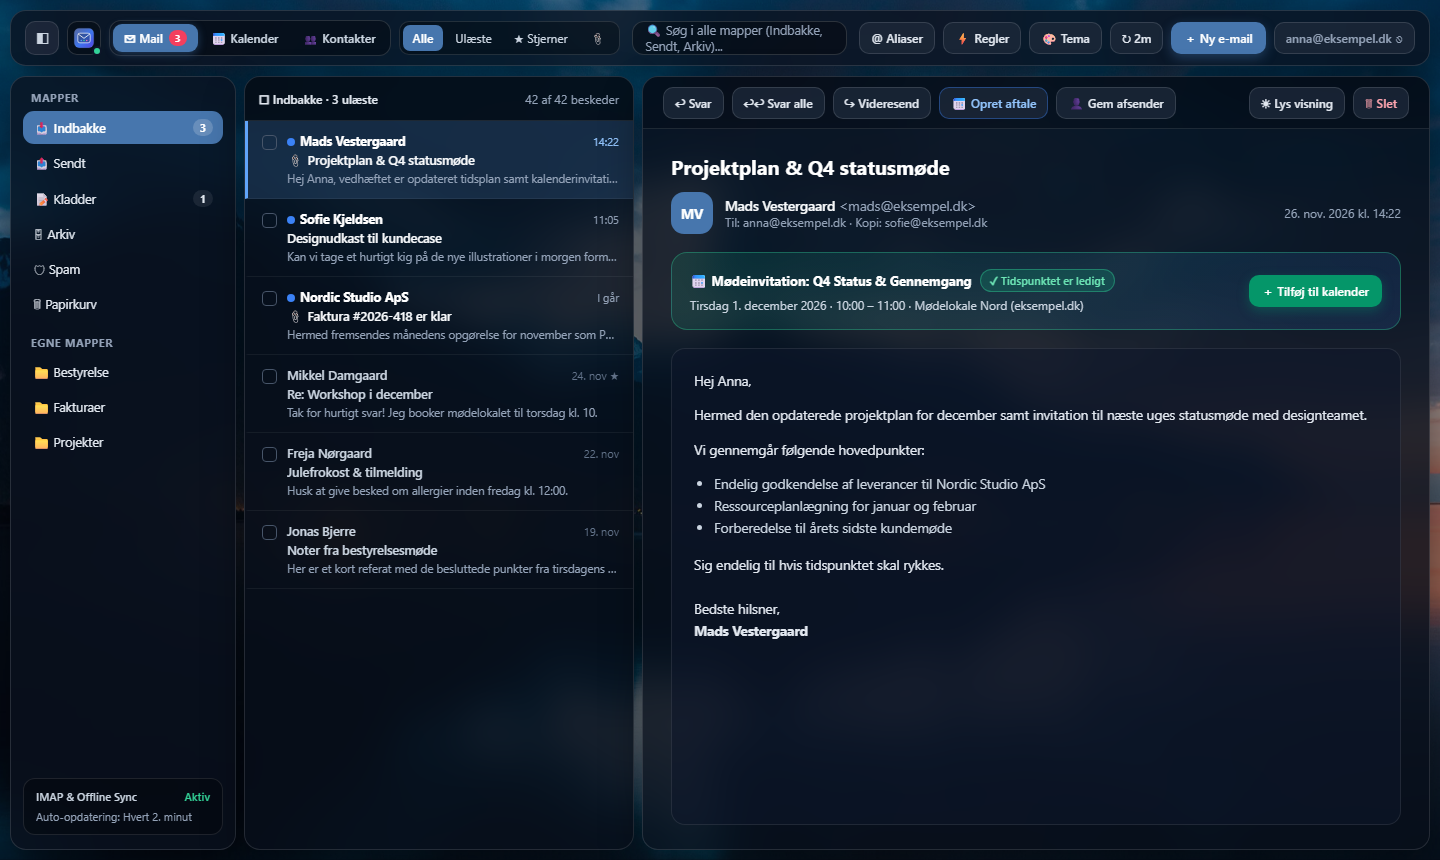 Mail 3 Kalender Kontakter Alle Ulæste ★ Stjerner
Søg i alle mapper (Indbakke,
Sendt, Arkiv)...
@ Aliaser Regler Tema ↻ 2m + Ny e-mail anna@eksempel.dk
MAPPER
Indbakke 3
Sendt
Kladder 1
Arkiv
Spam
Papirkurv
EGNE MAPPER
Bestyrelse
Fakturaer
Projekter
IMAP & Offline Sync Aktiv
Auto-opdatering: Hvert 2. minut
Indbakke · 3 ulæste 42 af 42 beskeder
Mads Vestergaard 14:22
Projektplan & Q4 statusmøde
Hej Anna, vedhæftet er opdateret tidsplan samt kalenderinvitati...
Sofie Kjeldsen 11:05
Designudkast til kundecase
Kan vi tage et hurtigt kig på de nye illustrationer i morgen form...
Nordic Studio ApS I går
Faktura #2026-418 er klar
Hermed fremsendes månedens opgørelse for november som P...
Mikkel Damgaard 24. nov ★
Re: Workshop i december
Tak for hurtigt svar! Jeg booker mødelokalet til torsdag kl. 10.
Freja Nørgaard 22. nov
Julefrokost & tilmelding
Husk at give besked om allergier inden fredag kl. 12:00.
Jonas Bjerre 19. nov
Noter fra bestyrelsesmøde
Her er et kort referat med de besluttede punkter fra tirsdagens ...
↩ Svar ↩↩ Svar alle ↪ Videresend Opret aftale Gem afsender ☀ Lys visning Slet
Projektplan & Q4 statusmøde
MV
Mads Vestergaard <mads@eksempel.dk>
Til: anna@eksempel.dk · Kopi: sofie@eksempel.dk
26. nov. 2026 kl. 14:22
Mødeinvitation: Q4 Status & Gennemgang ✓ Tidspunktet er ledigt
Tirsdag 1. december 2026 · 10:00 – 11:00 · Mødelokale Nord (eksempel.dk)
+ Tilføj til kalender
Hej Anna,
Hermed den opdaterede projektplan for december samt invitation til næste uges statusmøde med designteamet.
Vi gennemgår følgende hovedpunkter:
• Endelig godkendelse af leverancer til Nordic Studio ApS
• Ressourceplanlægning for januar og februar
• Forberedelse til årets sidste kundemøde
Sig endelig til hvis tidspunktet skal rykkes.
Bedste hilsner,
Mads Vestergaard